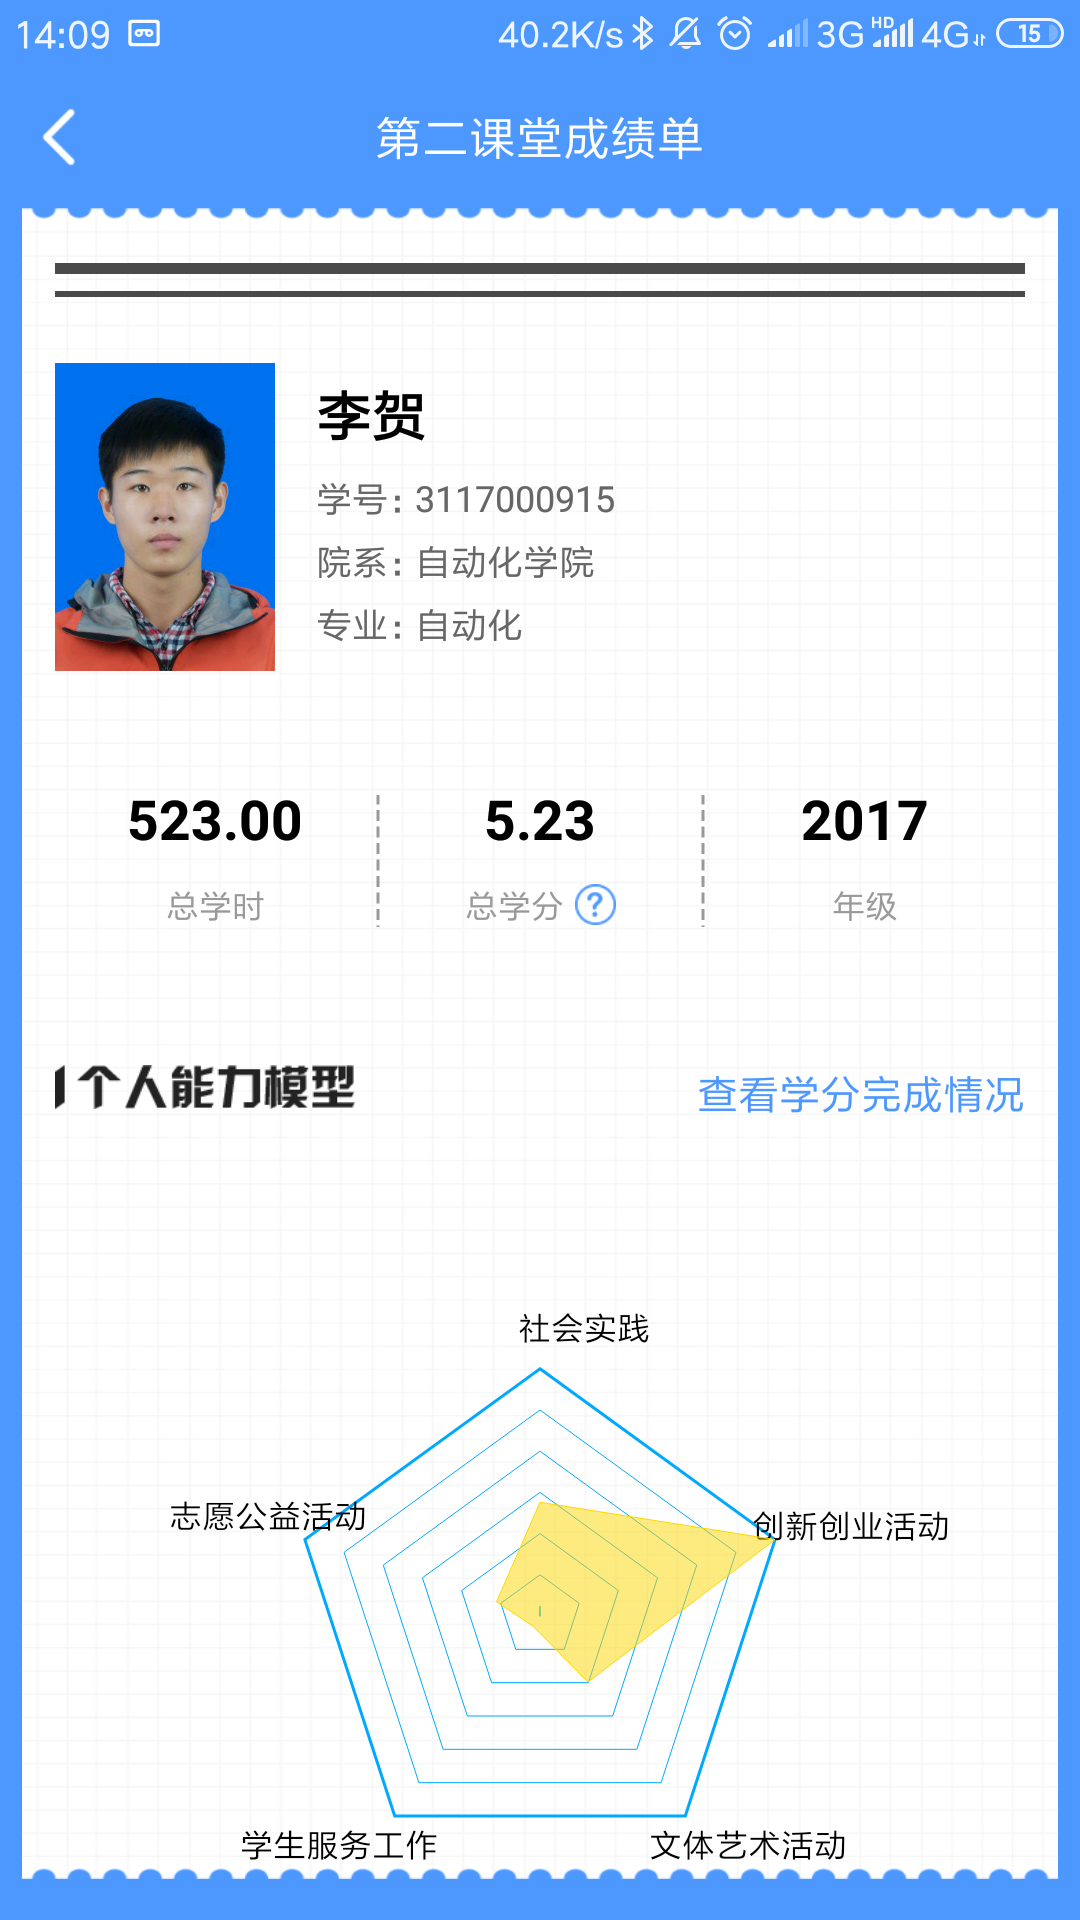 14:09 40.2K/s 3G HD 4G 15
第二课堂成绩单
李贺
学号: 3117000915
院系: 自动化学院
专业: 自动化
523.00 5.23 2017
总学时 总学分 ? 年级
个人能力模型 查看学分完成情况
社会实践
志愿公益活动 创新创业活动
学生服务工作 文体艺术活动